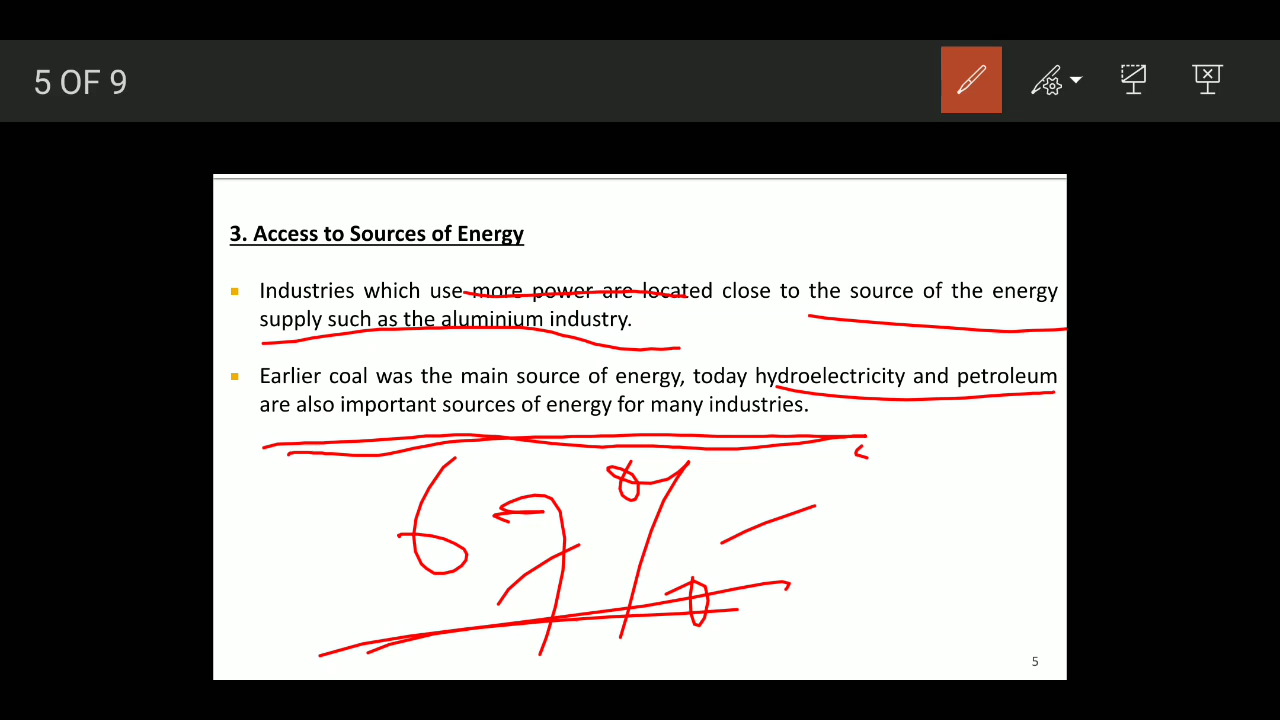 5 OF 9
3. Access to Sources of Energy
Industries which use more power are located close to the source of the energy
supply such as the aluminium industry.
Earlier coal was the main source of energy, today hydroelectricity and petroleum
are also important sources of energy for many industries.
67%
5